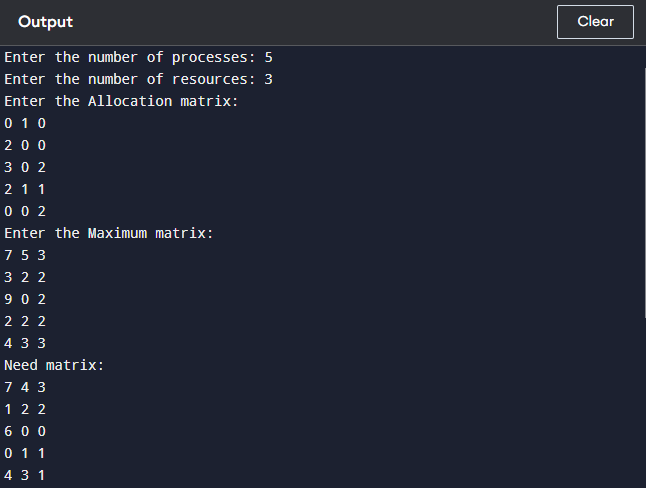 Output
Clear
Enter the number of processes: 5
Enter the number of resources: 3
Enter the Allocation matrix:
0 1 0
2 0 0
3 0 2
2 1 1
0 0 2
Enter the Maximum matrix:
7 5 3
3 2 2
9 0 2
2 2 2
4 3 3
Need matrix:
7 4 3
1 2 2
6 0 0
0 1 1
4 3 1